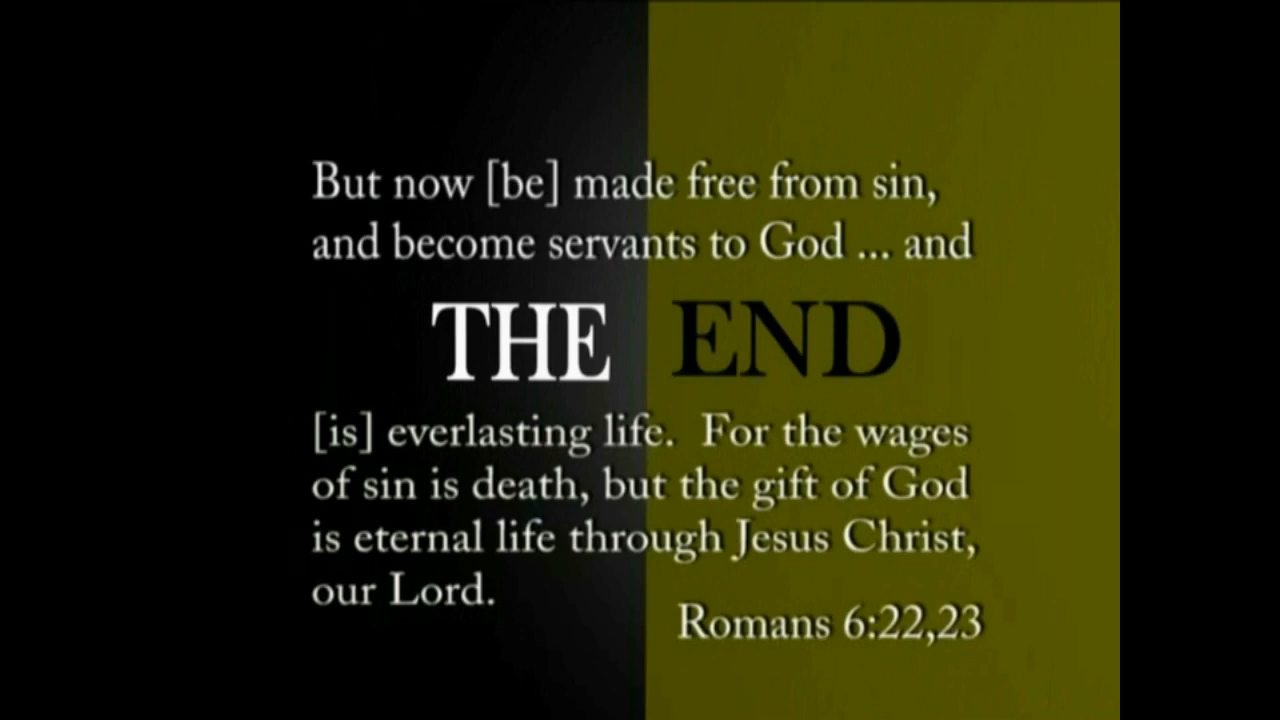 But now [be] made free from sin,
and become servants to God ... and
THE END
[is] everlasting life.  For the wages
of sin is death, but the gift of God
is eternal life through Jesus Christ,
our Lord.
Romans 6:22,23